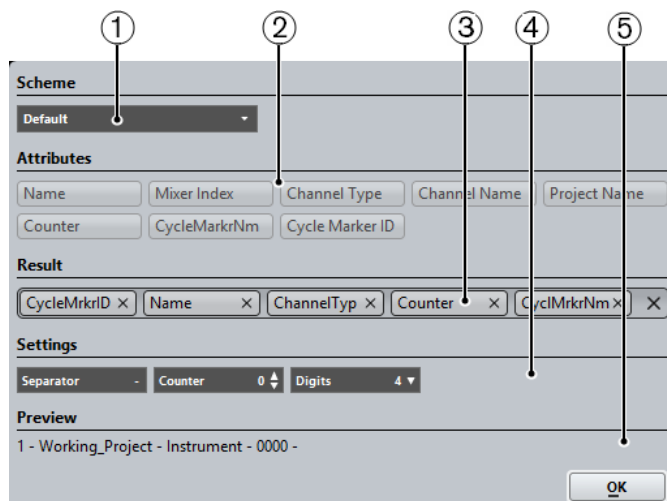 1 2 3 4 5
Scheme
Default
Attributes
Name Mixer Index Channel Type Channel Name Project Name
Counter CycleMarkrNm Cycle Marker ID
Result
CycleMrkrID × Name × ChannelTyp × Counter × CyclMrkrNm × ×
Settings
Separator - Counter 0 Digits 4
Preview
1 - Working_Project - Instrument - 0000 -
OK